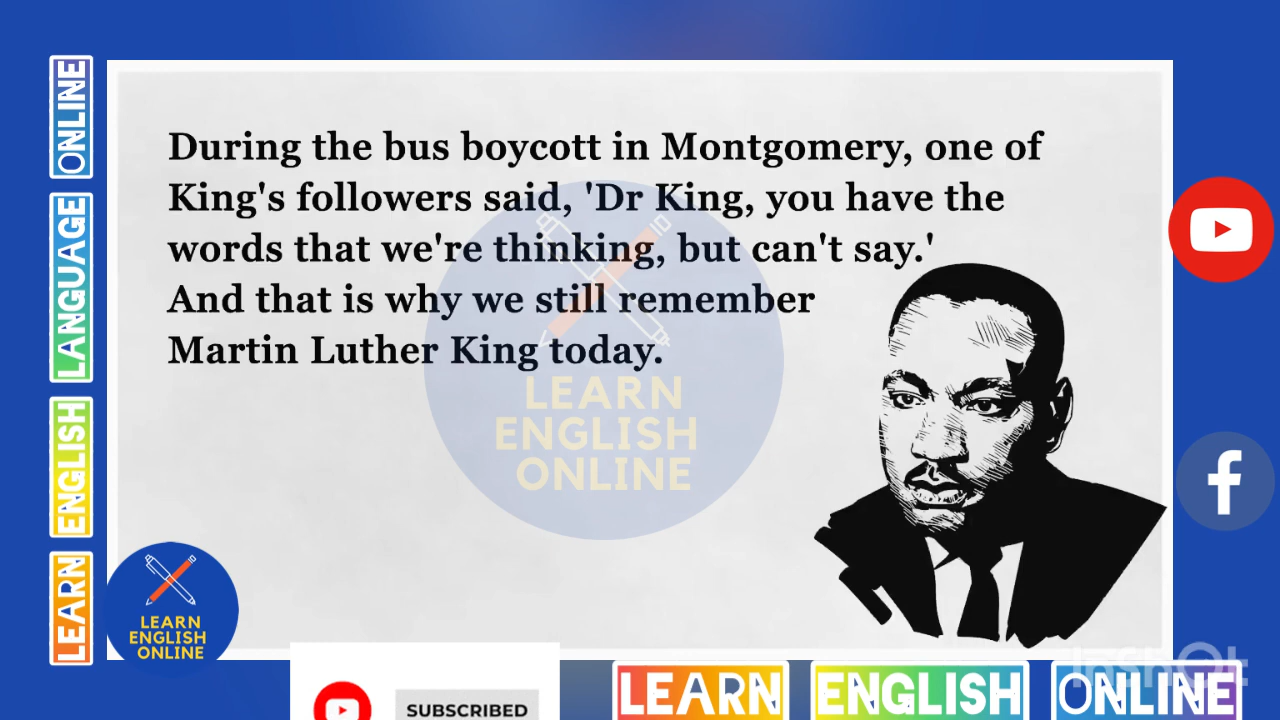 During the bus boycott in Montgomery, one of
King's followers said, 'Dr King, you have the
words that we're thinking, but can't say.'
And that is why we still remember
Martin Luther King today.
LEARN
ENGLISH
ONLINE
LEARN ENGLISH LANGUAGE ONLINE
LEARN
ENGLISH
ONLINE
SUBSCRIBED
LEARN ENGLISH ONLINE
InShOt